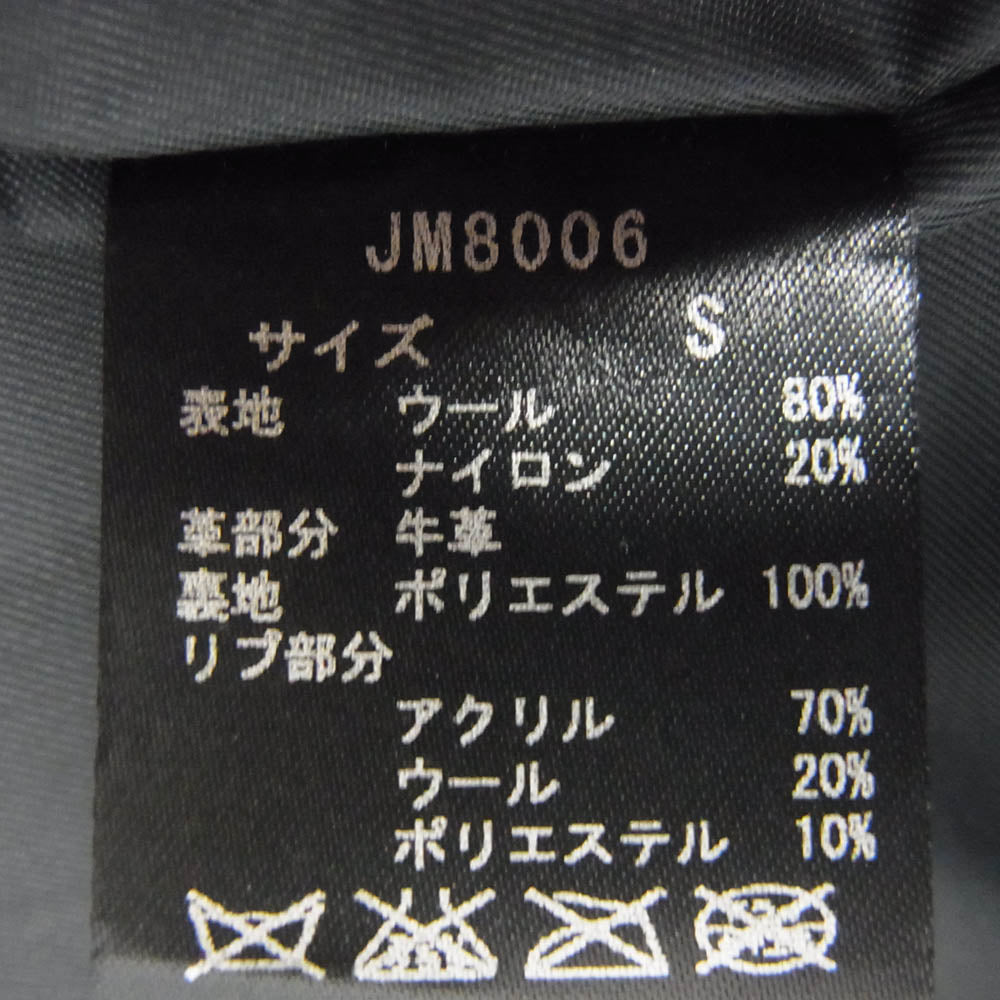 JM8006
サイズ S
表地 ウール 80%
ナイロン 20%
革部分 牛革
裏地 ポリエステル 100%
リブ部分
アクリル 70%
ウール 20%
ポリエステル 10%